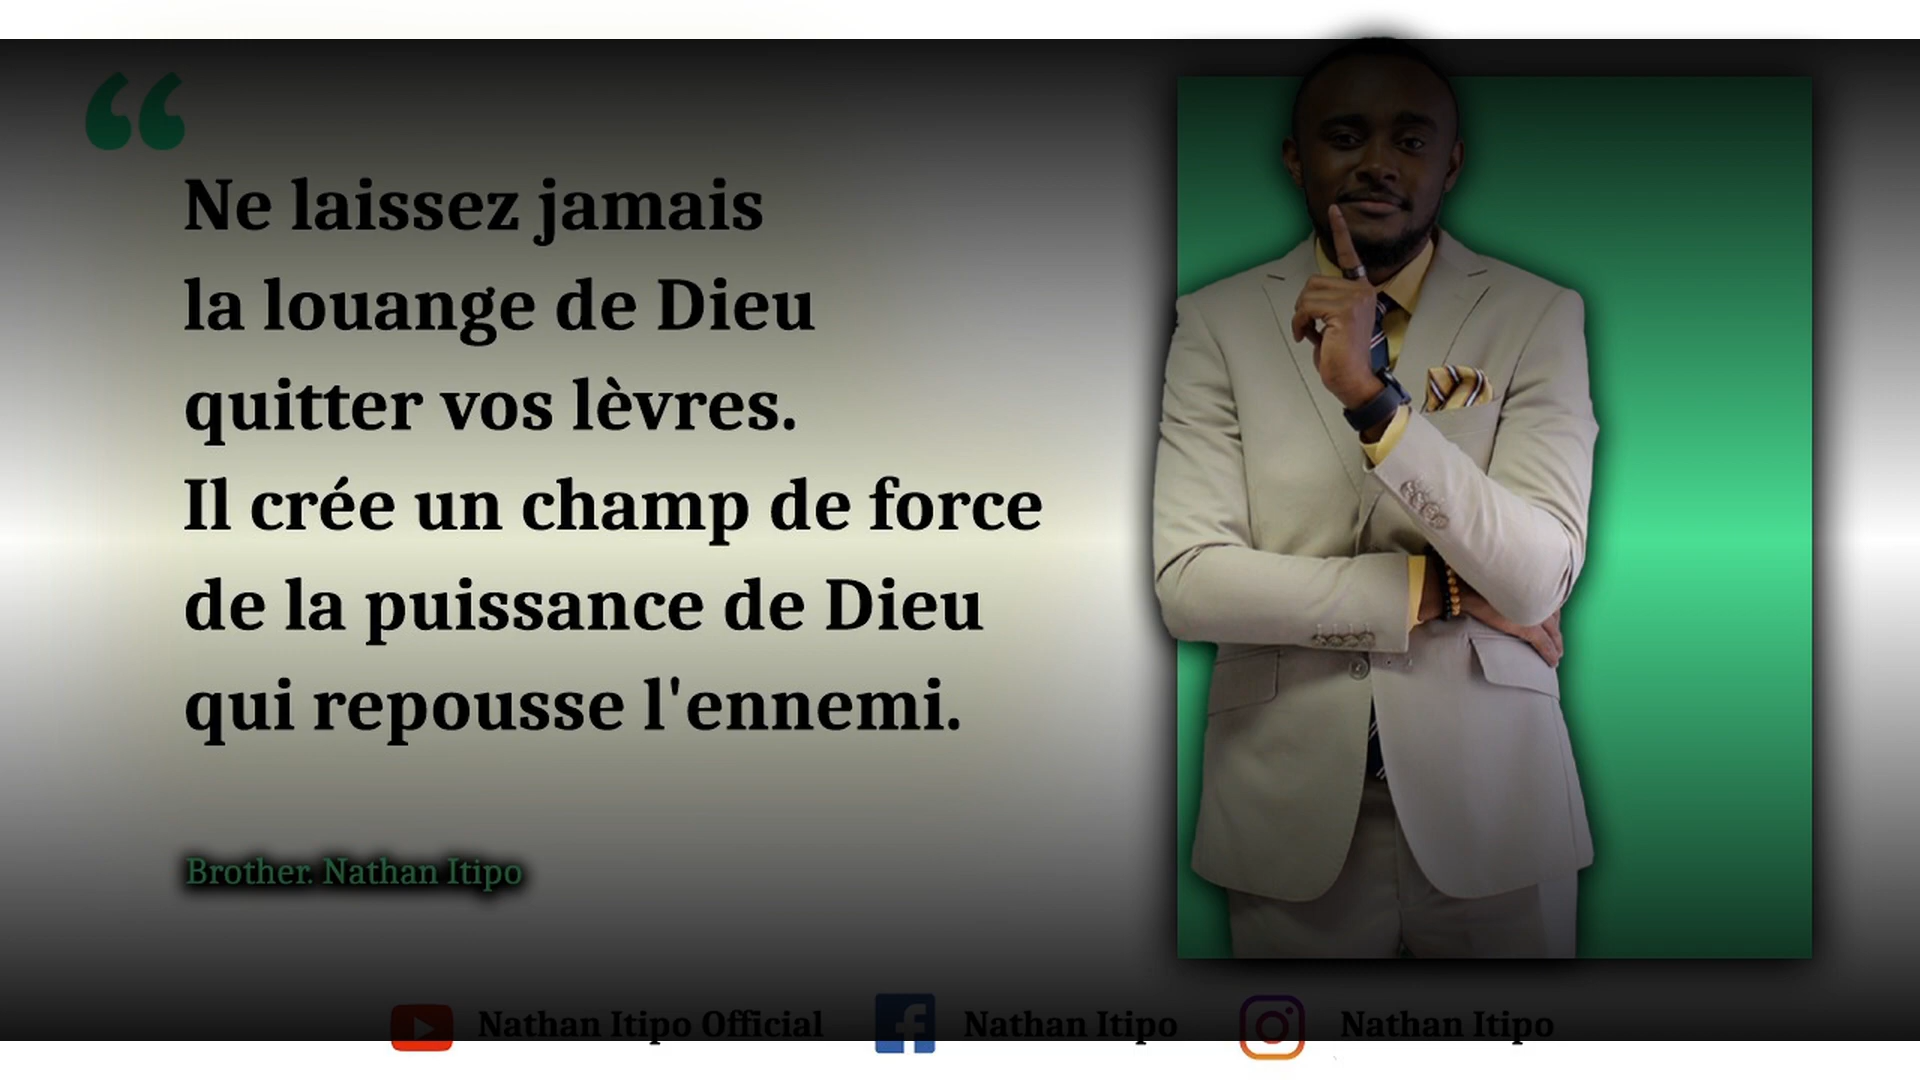 “
Ne laissez jamais
la louange de Dieu
quitter vos lèvres.
Il crée un champ de force
de la puissance de Dieu
qui repousse l'ennemi.
Brother. Nathan Itipo
Nathan Itipo Official Nathan Itipo Nathan Itipo